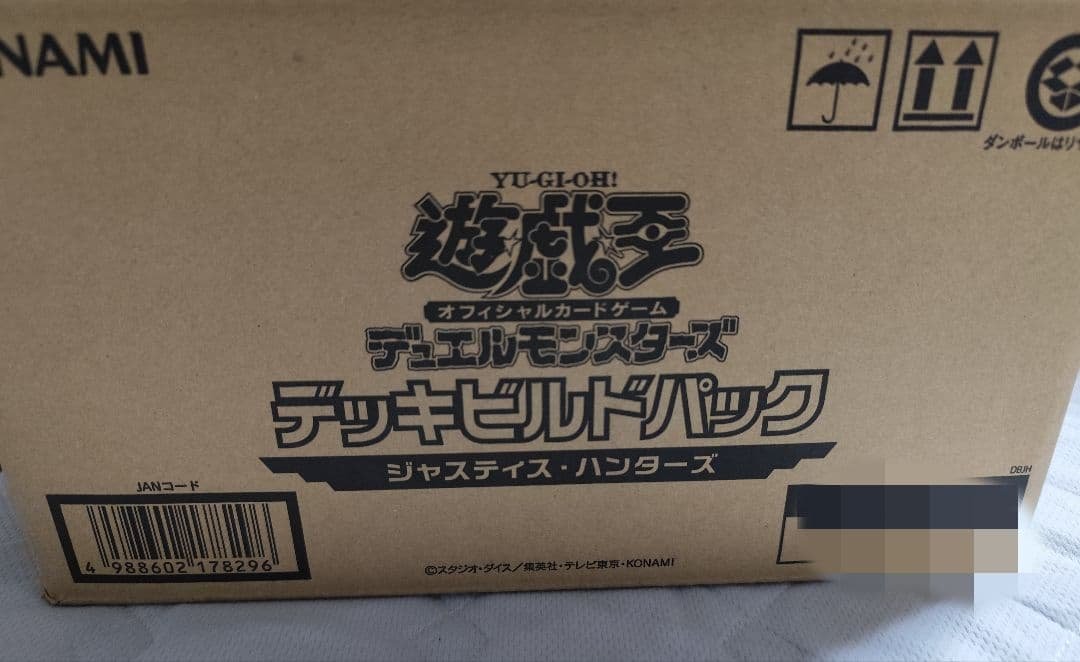 NAMI
ダンボールはリ
YU-GI-OH!
遊戯王
オフィシャルカードゲーム
デュエルモンスターズ
デッキビルドパック
ジャスティス・ハンターズ
DBJH
JANコード
4 988602 178296
©スタジオ・ダイス/集英社・テレビ東京・KONAMI